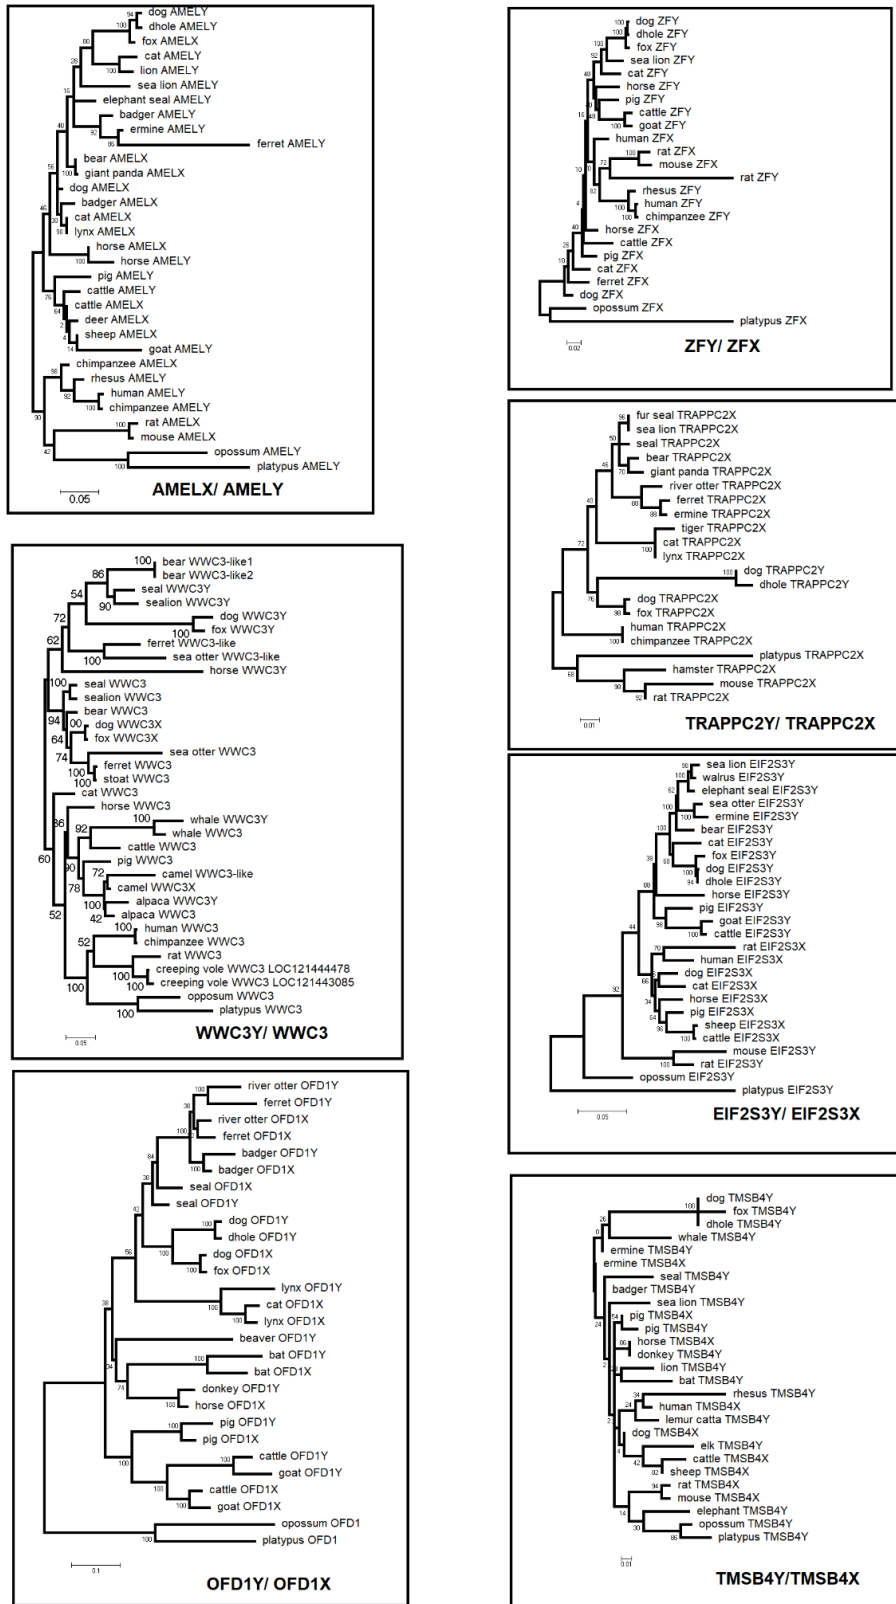 dog AMELY
dhole AMELY
fox AMELX
cat AMELY
lion AMELY
sea lion AMELY
elephant seal AMELY
badger AMELY
ermine AMELY
ferret AMELY
bear AMELX
giant panda AMELX
dog AMELX
badger AMELX
cat AMELX
lynx AMELX
horse AMELX
horse AMELY
pig AMELY
cattle AMELY
cattle AMELX
deer AMELX
sheep AMELX
goat AMELY
chimpanzee AMELX
rhesus AMELY
human AMELY
chimpanzee AMELY
rat AMELX
mouse AMELX
opossum AMELY
platypus AMELY
0.05
AMELX/ AMELY
bear WWC3-like1
bear WWC3-like2
seal WWC3Y
sealion WWC3Y
dog WWC3Y
fox WWC3Y
ferret WWC3-like
sea otter WWC3-like
horse WWC3Y
seal WWC3
sealion WWC3
bear WWC3
dog WWC3X
fox WWC3X
sea otter WWC3
ferret WWC3
stoat WWC3
cat WWC3
horse WWC3
whale WWC3Y
whale WWC3
cattle WWC3
pig WWC3
camel WWC3-like
camel WWC3X
alpaca WWC3Y
alpaca WWC3
human WWC3
chimpanzee WWC3
rat WWC3
creeping vole WWC3 LOC121444478
creeping vole WWC3 LOC121443085
opposum WWC3
platypus WWC3
0.05
WWC3Y/ WWC3
river otter OFD1Y
ferret OFD1Y
river otter OFD1X
ferret OFD1X
badger OFD1Y
badger OFD1X
seal OFD1X
seal OFD1Y
dog OFD1Y
dhole OFD1Y
dog OFD1X
fox OFD1X
lynx OFD1Y
cat OFD1X
lynx OFD1X
beaver OFD1Y
bat OFD1Y
bat OFD1X
donkey OFD1Y
horse OFD1X
pig OFD1Y
pig OFD1X
cattle OFD1Y
goat OFD1Y
cattle OFD1X
goat OFD1X
opossum OFD1
platypus OFD1
0.1
OFD1Y/ OFD1X
dog ZFY
dhole ZFY
fox ZFY
sea lion ZFY
cat ZFY
horse ZFY
pig ZFY
cattle ZFY
goat ZFY
human ZFX
rat ZFX
mouse ZFX
rat ZFY
rhesus ZFY
human ZFY
chimpanzee ZFY
horse ZFX
cattle ZFX
pig ZFX
cat ZFX
ferret ZFX
dog ZFX
opossum ZFX
platypus ZFX
0.02
ZFY/ ZFX
fur seal TRAPPC2X
sea lion TRAPPC2X
seal TRAPPC2X
bear TRAPPC2X
giant panda TRAPPC2X
river otter TRAPPC2X
ferret TRAPPC2X
ermine TRAPPC2X
tiger TRAPPC2X
cat TRAPPC2X
lynx TRAPPC2X
dog TRAPPC2Y
dhole TRAPPC2Y
dog TRAPPC2X
fox TRAPPC2X
human TRAPPC2X
chimpanzee TRAPPC2X
platypus TRAPPC2X
hamster TRAPPC2X
mouse TRAPPC2X
rat TRAPPC2X
0.01
TRAPPC2Y/ TRAPPC2X
sea lion EIF2S3Y
walrus EIF2S3Y
elephant seal EIF2S3Y
sea otter EIF2S3Y
ermine EIF2S3Y
bear EIF2S3Y
cat EIF2S3Y
fox EIF2S3Y
dog EIF2S3Y
dhole EIF2S3Y
horse EIF2S3Y
pig EIF2S3Y
goat EIF2S3Y
cattle EIF2S3Y
rat EIF2S3X
human EIF2S3X
dog EIF2S3X
cat EIF2S3X
horse EIF2S3X
pig EIF2S3X
sheep EIF2S3X
cattle EIF2S3X
mouse EIF2S3Y
rat EIF2S3Y
opossum EIF2S3Y
platypus EIF2S3Y
0.05
EIF2S3Y/ EIF2S3X
dog TMSB4Y
fox TMSB4Y
dhole TMSB4Y
whale TMSB4Y
ermine TMSB4Y
ermine TMSB4X
seal TMSB4Y
badger TMSB4Y
sea lion TMSB4Y
pig TMSB4X
pig TMSB4Y
horse TMSB4X
donkey TMSB4Y
lion TMSB4Y
bat TMSB4Y
rhesus TMSB4Y
human TMSB4X
lemur catta TMSB4Y
dog TMSB4X
elk TMSB4Y
cattle TMSB4X
sheep TMSB4X
rat TMSB4X
mouse TMSB4X
elephant TMSB4Y
opossum TMSB4Y
platypus TMSB4Y
0.01
TMSB4Y/TMSB4X